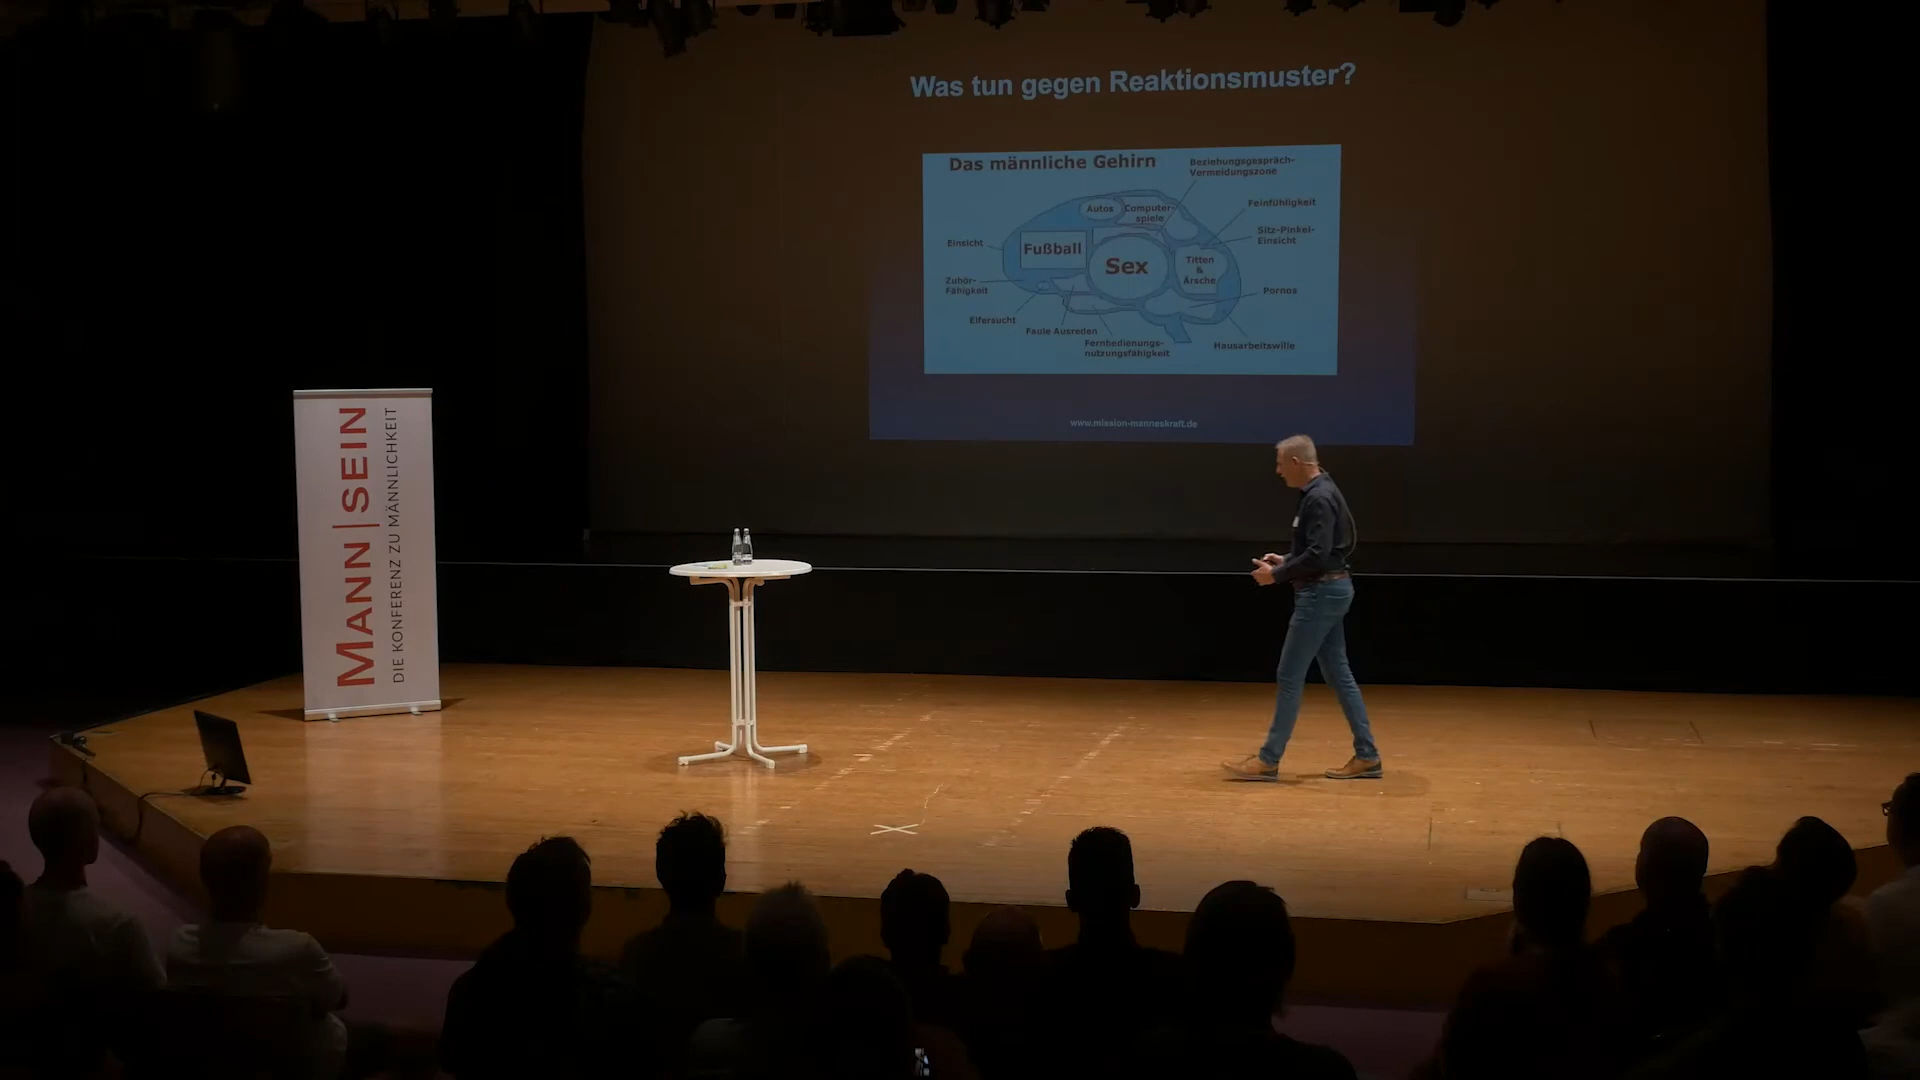 Was tun gegen Reaktionsmuster?
Das männliche Gehirn
Beziehungsgespräch-
Vermeidungszone
Autos
Computer-
spiele
Feinfühligkeit
Sitz-Pinkel-
Einsicht
Einsicht
Fußball
Sex
Titten
&
Ärsche
Zuhör-
Fähigkeit
Pornos
Eifersucht
Faule Ausreden
Fernbedienungs-
nutzungsfähigkeit
Hausarbeitswille
www.mission-manneskraft.de
MANN|SEIN
DIE KONFERENZ ZU MÄNNLICHKEIT